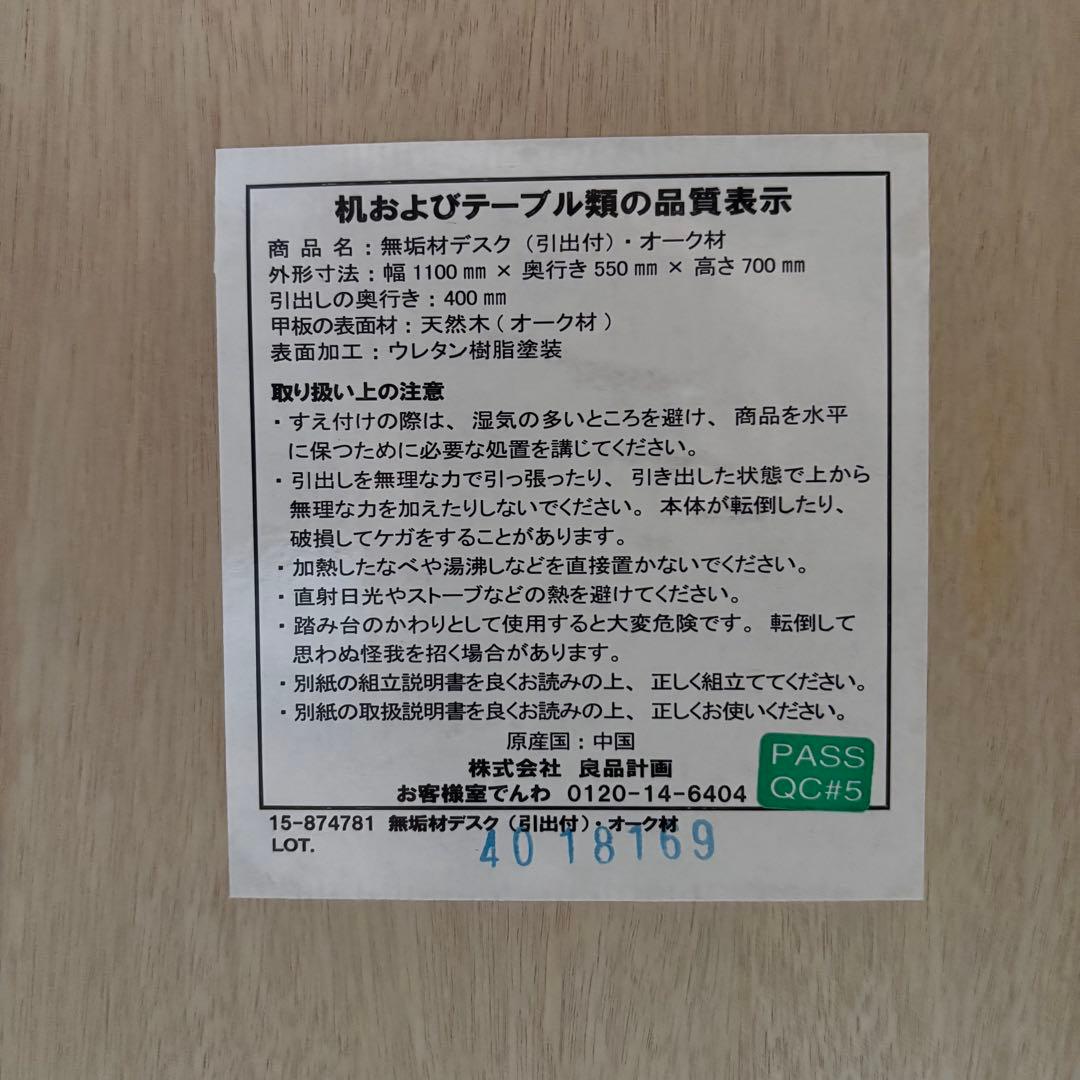 机およびテーブル類の品質表示
商品名：無垢材デスク（引出付）・オーク材
外形寸法：幅1100㎜×奥行き550㎜×高さ700㎜
引出しの奥行き：400㎜
甲板の表面材：天然木（オーク材）
表面加工：ウレタン樹脂塗装
取り扱い上の注意
・すえ付けの際は、湿気の多いところを避け、商品を水平
に保つために必要な処置を講じてください。
・引出しを無理な力で引っ張ったり、引き出した状態で上から
無理な力を加えたりしないでください。本体が転倒したり、
破損してケガをすることがあります。
・加熱したなべや湯沸しなどを直接置かないでください。
・直射日光やストーブなどの熱を避けてください。
・踏み台のかわりとして使用すると大変危険です。転倒して
思わぬ怪我を招く場合があります。
・別紙の組立説明書を良くお読みの上、正しく組立ててください。
・別紙の取扱説明書を良くお読みの上、正しくお使いください。
原産国：中国
株式会社 良品計画
お客様室でんわ 0120-14-6404
PASS
QC#5
15-874781 無垢材デスク（引出付）・オーク材
LOT.
4018169